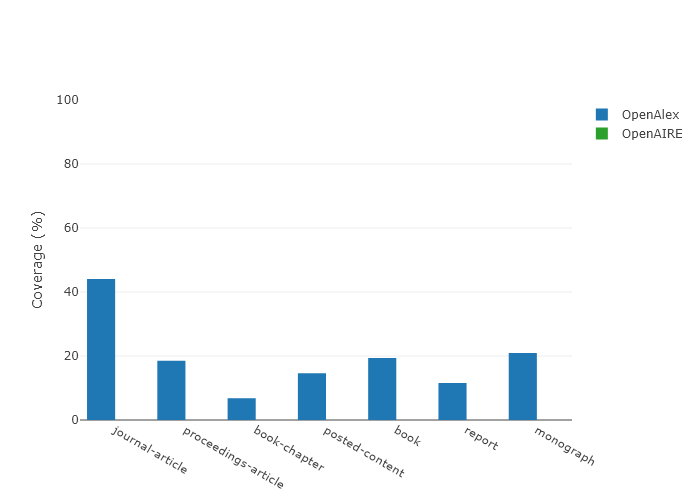 100
80
60
40
20
0
Coverage (%)
journal-article
proceedings-article
book-chapter
posted-content
book
report
monograph
OpenAlex
OpenAIRE